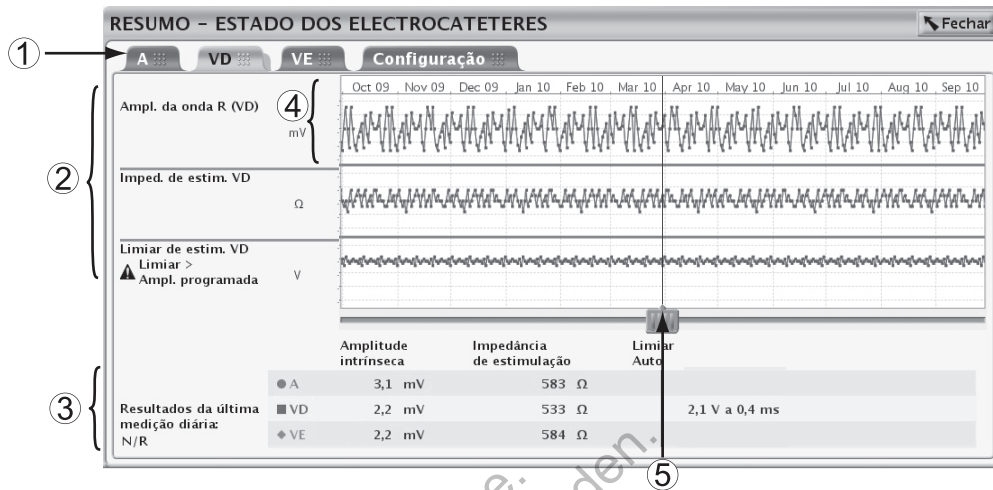 RESUMO – ESTADO DOS ELECTROCATETERES
Fechar
1
A
VD
VE
Configuração
2
4
Oct 09 Nov 09 Dec 09 Jan 10 Feb 10 Mar 10 Apr 10 May 10 Jun 10 Jul 10 Aug 10 Sep 10
Ampl. da onda R (VD)
mV
Imped. de estim. VD
Ω
Limiar de estim. VD
Limiar >
Ampl. programada
V
Amplitude intrínseca
Impedância de estimulação
Limiar Auto
3
Resultados da última medição diária:
N/R
A 3,1 mV 583 Ω
VD 2,2 mV 533 Ω 2,1 V a 0,4 ms
VE 2,2 mV 584 Ω
5